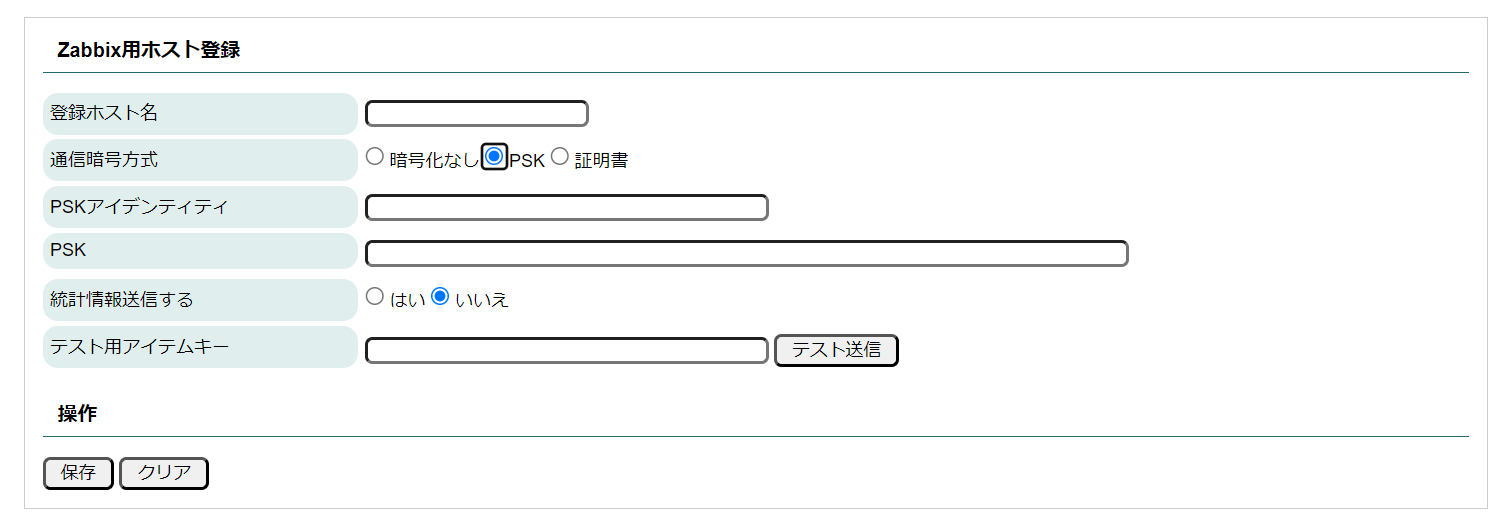 Zabbix用ホスト登録
登録ホスト名
通信暗号方式 暗号化なし PSK 証明書
PSKアイデンティティ
PSK
統計情報送信する はい いいえ
テスト用アイテムキー テスト送信
操作
保存 クリア